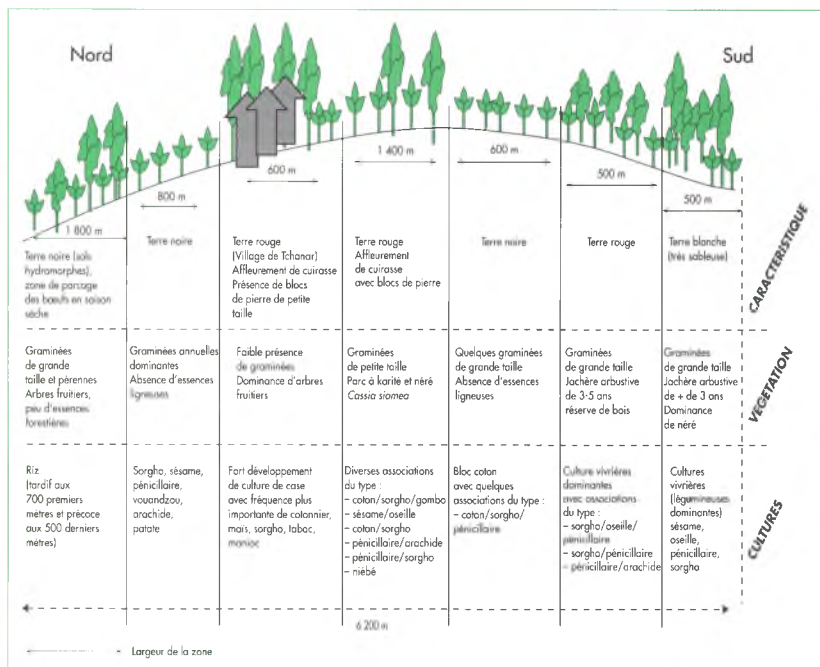 Nord
Sud
1 800 m
800 m
600 m
1 400 m
600 m
500 m
500 m
Terre noire (sols
hydromorphes),
zone de parcage
des bœufs en saison
sèche
Terre noire
Terre rouge
(Village de Tchanar)
Affleurement de cuirasse
Présence de blocs
de pierre de petite
taille
Terre rouge
Affleurement
de cuirasse
avec blocs de pierre
Terre noire
Terre rouge
Terre blanche
(très sableuse)
CARACTERISTIQUE
Graminées
de grande
taille et pérennes
Arbres fruitiers,
peu d'essences
forestières
Graminées annuelles
dominantes
Absence d'essences
ligneuses
Faible présence
de graminées
Dominance d'arbres
fruitiers
Graminées
de petite taille
Parc à karité et néré
Cassia siomea
Quelques graminées
de grande taille
Absence d'essences
ligneuses
Graminées
de grande taille
Jachère arbustive
de 3-5 ans
réserve de bois
Graminées
de grande taille
Jachère arbustive
de + de 3 ans
Dominance
de néré
VEGETATION
Riz
(tardif aux
700 premiers
mètres et précoce
aux 500 derniers
mètres)
Sorgho, sésame,
pénicillaire,
vouandzou,
arachide,
patate
Fort développement
de culture de case
avec fréquence plus
importante de cotonnier,
maïs, sorgho, tabac,
manioc
Diverses associations
du type :
– coton/sorgho/gombo
– sésame/oseille
– coton/sorgho
– pénicillaire/arachide
– pénicillaire/sorgho
– niébé
Bloc coton
avec quelques
associations du type :
– coton/sorgho/
pénicillaire
Culture vivrières
dominantes
avec associations
du type :
– sorgho/oseille/
pénicillaire
– sorgho/pénicillaire
– pénicillaire/arachide
Cultures
vivrières
(légumineuses
dominantes)
sésame,
oseille,
pénicillaire,
sorgho
CULTURES
6 200 m
- Largeur de la zone